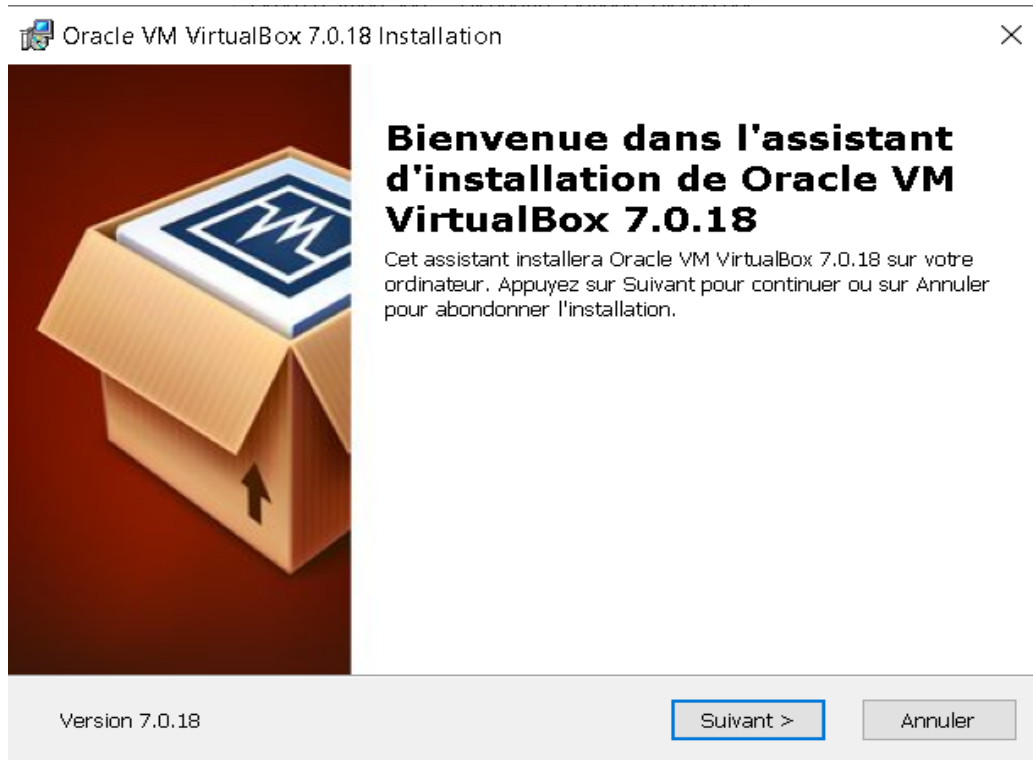 Oracle VM VirtualBox 7.0.18 Installation
Bienvenue dans l'assistant
d'installation de Oracle VM
VirtualBox 7.0.18
Cet assistant installera Oracle VM VirtualBox 7.0.18 sur votre
ordinateur. Appuyez sur Suivant pour continuer ou sur Annuler
pour abondonner l'installation.
Version 7.0.18
Suivant >
Annuler